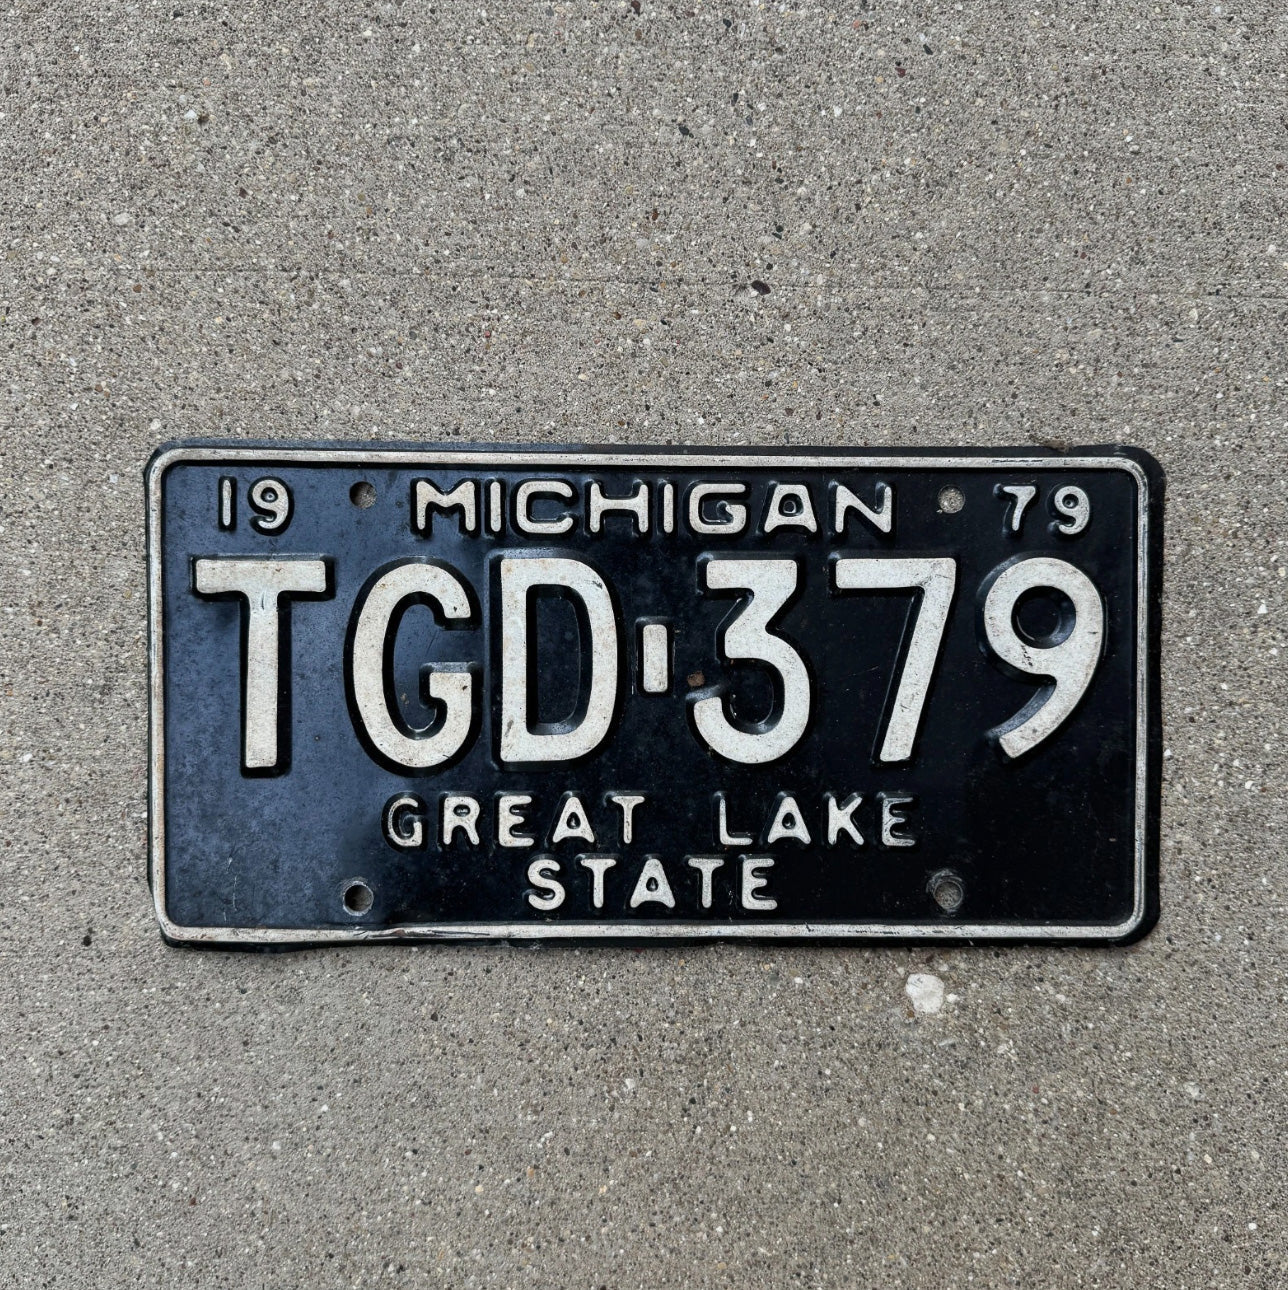 19 MICHIGAN 79
TGD-379
GREAT LAKE
STATE